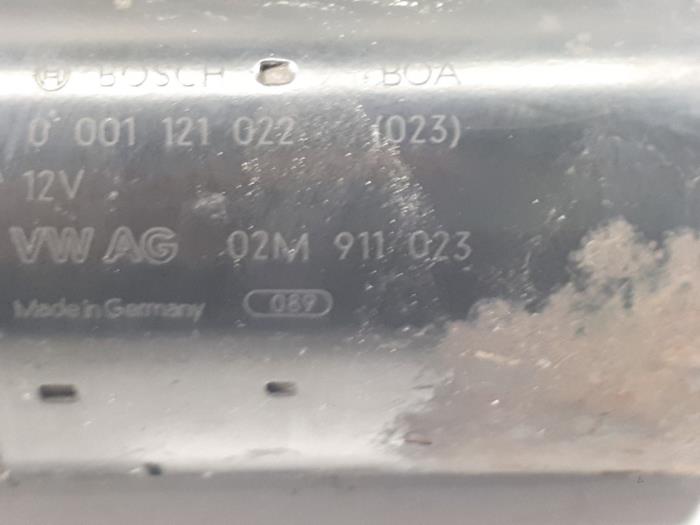 BOSCH BOA
0 001 121 022 (023)
12V
VW AG 02M 911 023
Made in Germany 089